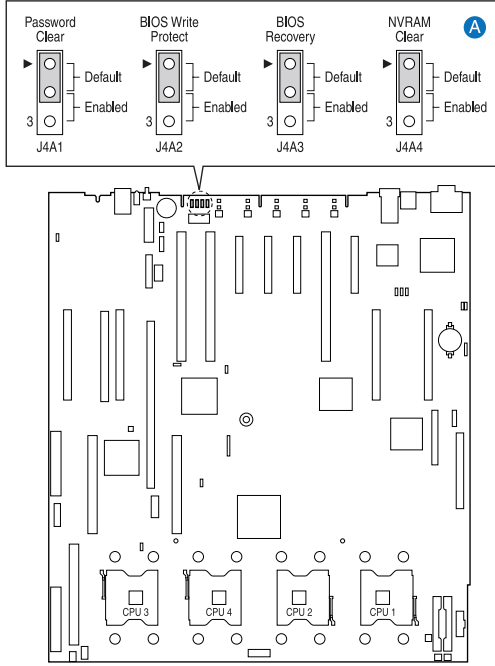 Password Clear
BIOS Write Protect
BIOS Recovery
NVRAM Clear
A
Default
Enabled
3
J4A1
Default
Enabled
3
J4A2
Default
Enabled
3
J4A3
Default
Enabled
3
J4A4
CPU 3
CPU 4
CPU 2
CPU 1